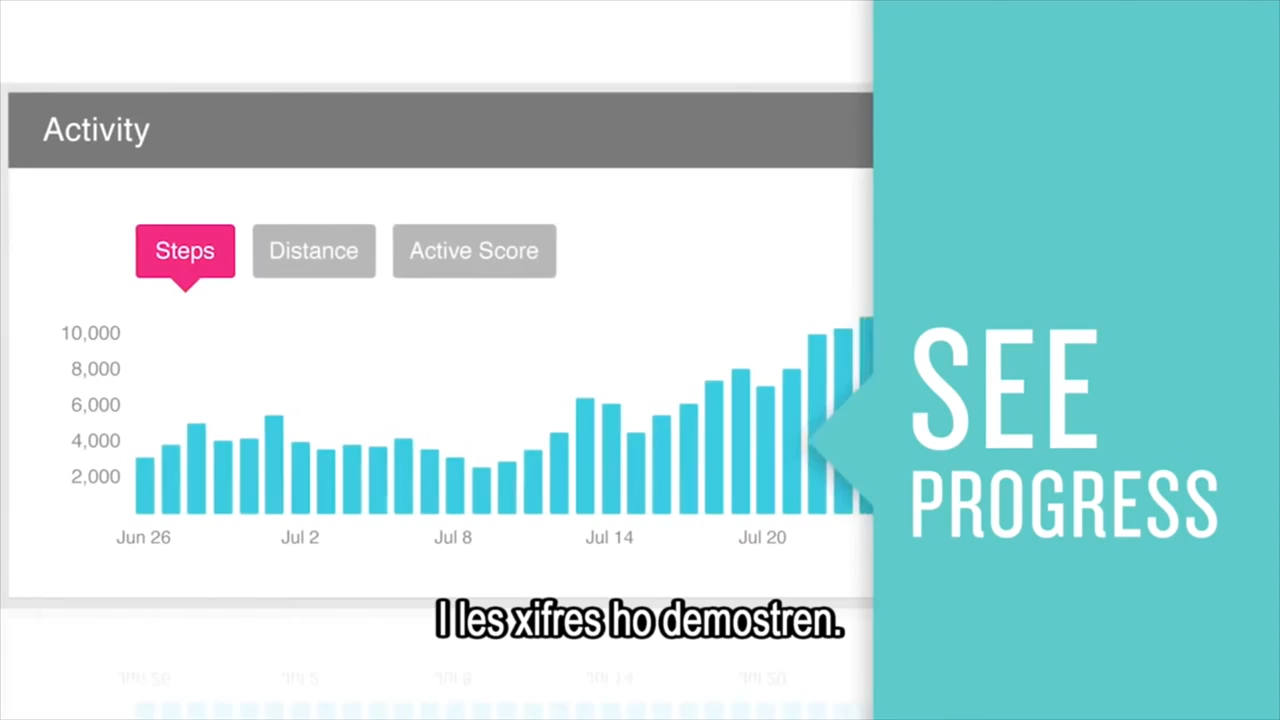 Activity
Steps Distance Active Score
10,000
8,000
6,000
4,000
2,000
Jun 26 Jul 2 Jul 8 Jul 14 Jul 20
SEE
PROGRESS
I les xifres ho demostren.